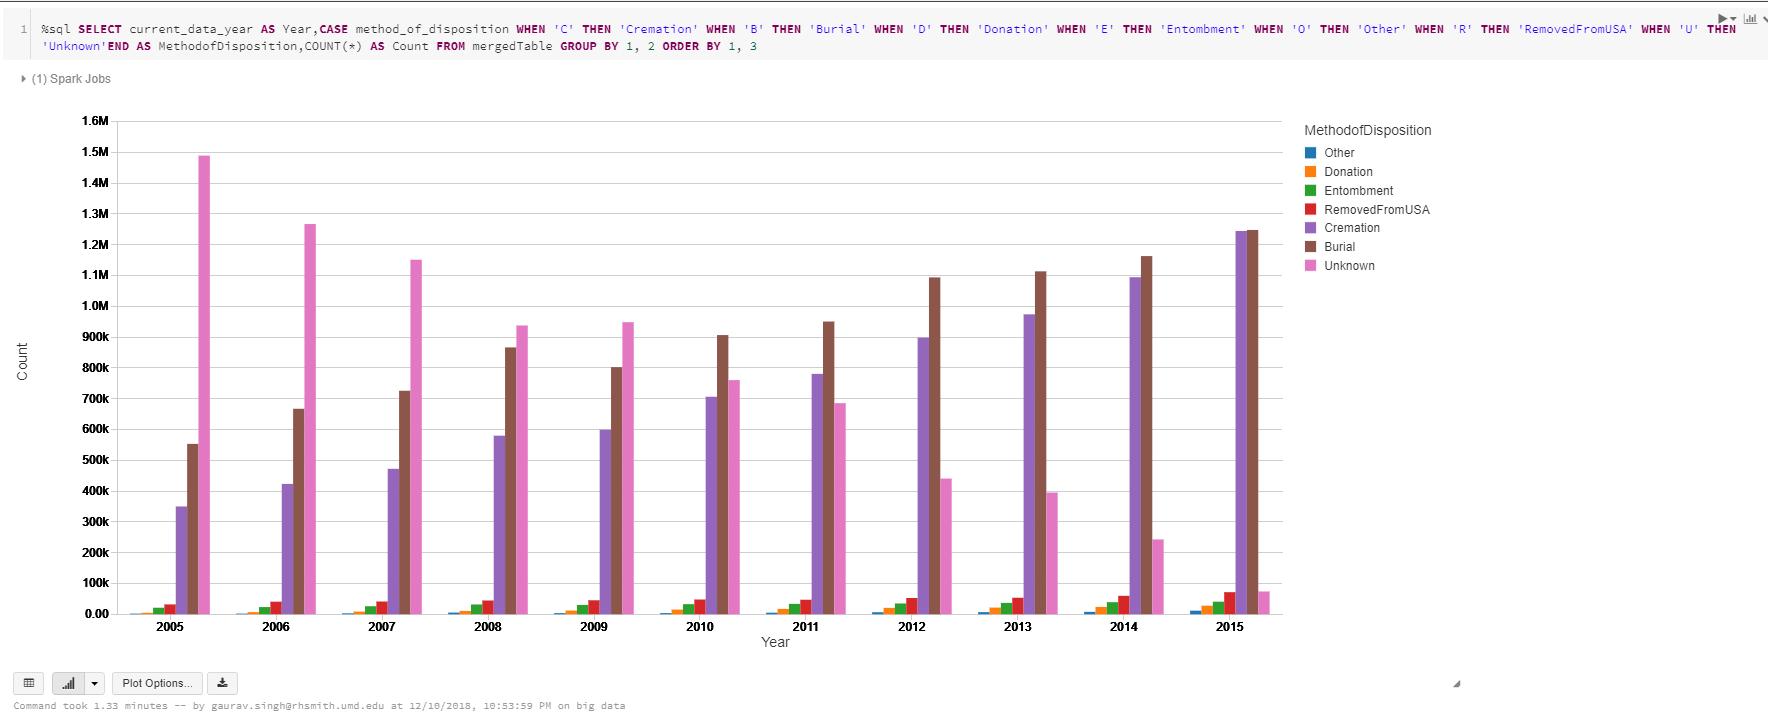 1 %sql SELECT current_data_year AS Year,CASE method_of_disposition WHEN 'C' THEN 'Cremation' WHEN 'B' THEN 'Burial' WHEN 'D' THEN 'Donation' WHEN 'E' THEN 'Entombment' WHEN 'O' THEN 'Other' WHEN 'R' THEN 'RemovedFromUSA' WHEN 'U' THEN
'Unknown'END AS MethodofDisposition,COUNT(*) AS Count FROM mergedTable GROUP BY 1, 2 ORDER BY 1, 3
(1) Spark Jobs
1.6M
1.5M
1.4M
1.3M
1.2M
1.1M
1.0M
900k
800k
700k
600k
500k
400k
300k
200k
100k
0.00
Count
2005 2006 2007 2008 2009 2010 2011 2012 2013 2014 2015
Year
MethodofDisposition
Other
Donation
Entombment
RemovedFromUSA
Cremation
Burial
Unknown
Plot Options...
Command took 1.33 minutes -- by gaurav.singh@rhsmith.umd.edu at 12/10/2018, 10:53:59 PM on big data